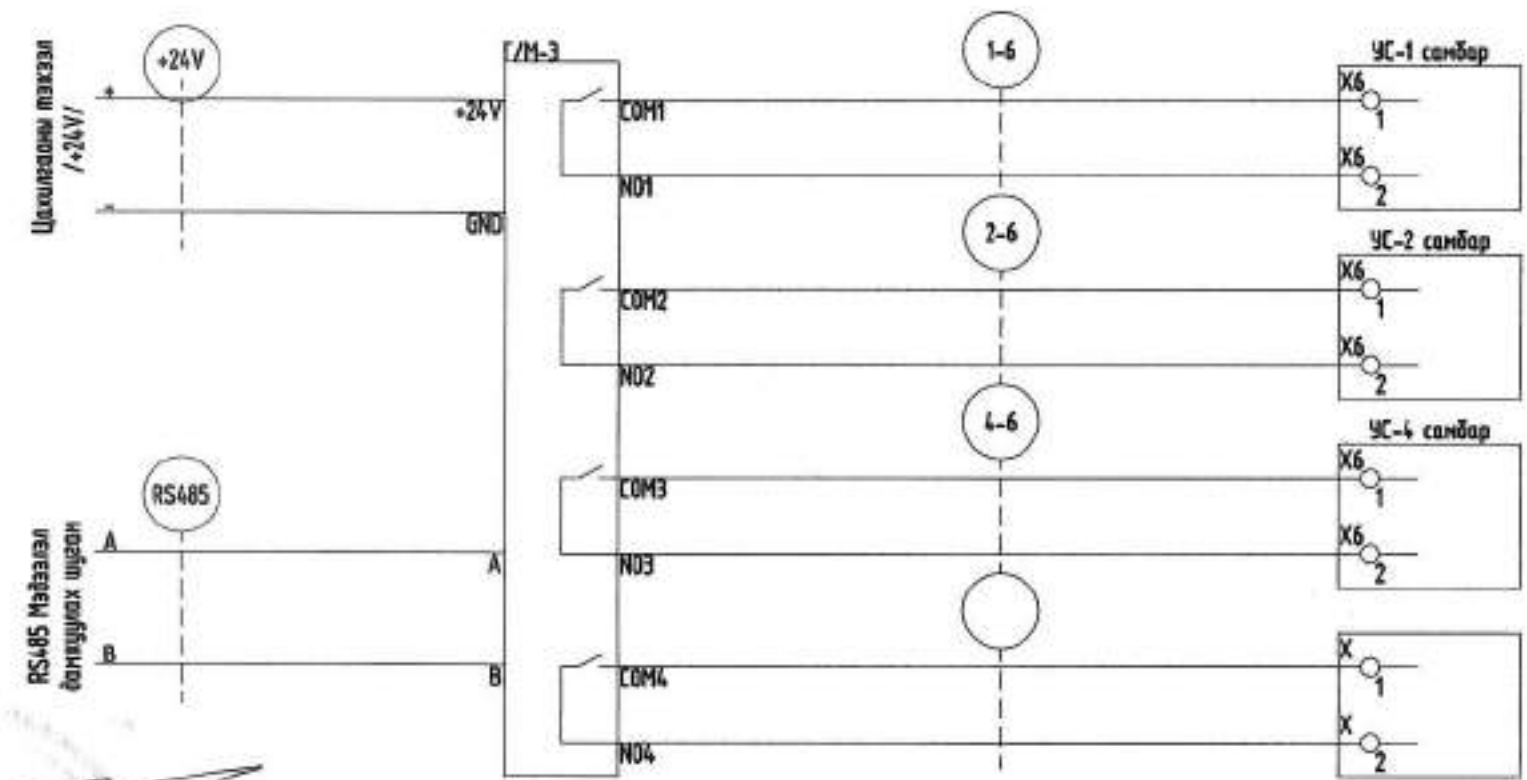 Цахилгааны тэжээл
/+24V/
+24V
+
-
+24V
GND
Г/М-3
COM1
NO1
COM2
NO2
COM3
NO3
COM4
NO4
1-6
2-6
4-6
УС-1 самбар
X6
1
X6
2
УС-2 самбар
X6
1
X6
2
УС-4 самбар
X6
1
X6
2
X
1
X
2
RS485 Мэдээлэл
дамжуулах шугам
RS485
A
B
A
B